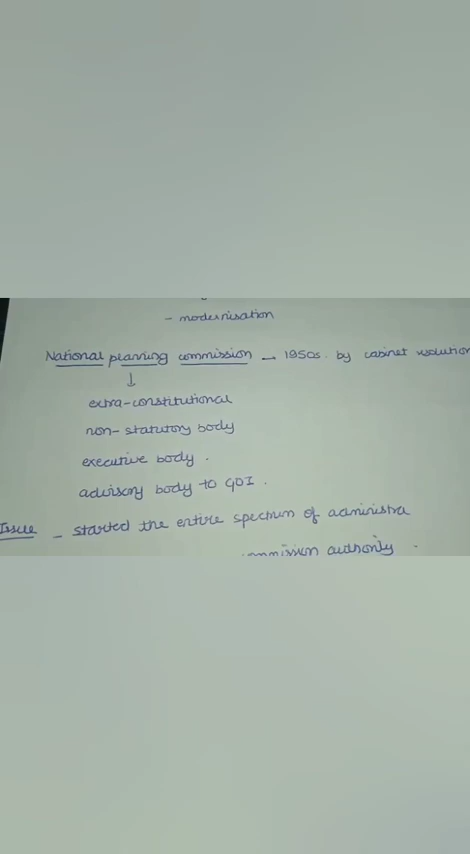 - modernisation
National planning commission - 1950s. by cabinet resolution
↓
extra-constitutional
non-statutory body
executive body.
advisory body to GOI.
Issue - started the entire spectrum of administra
authority.